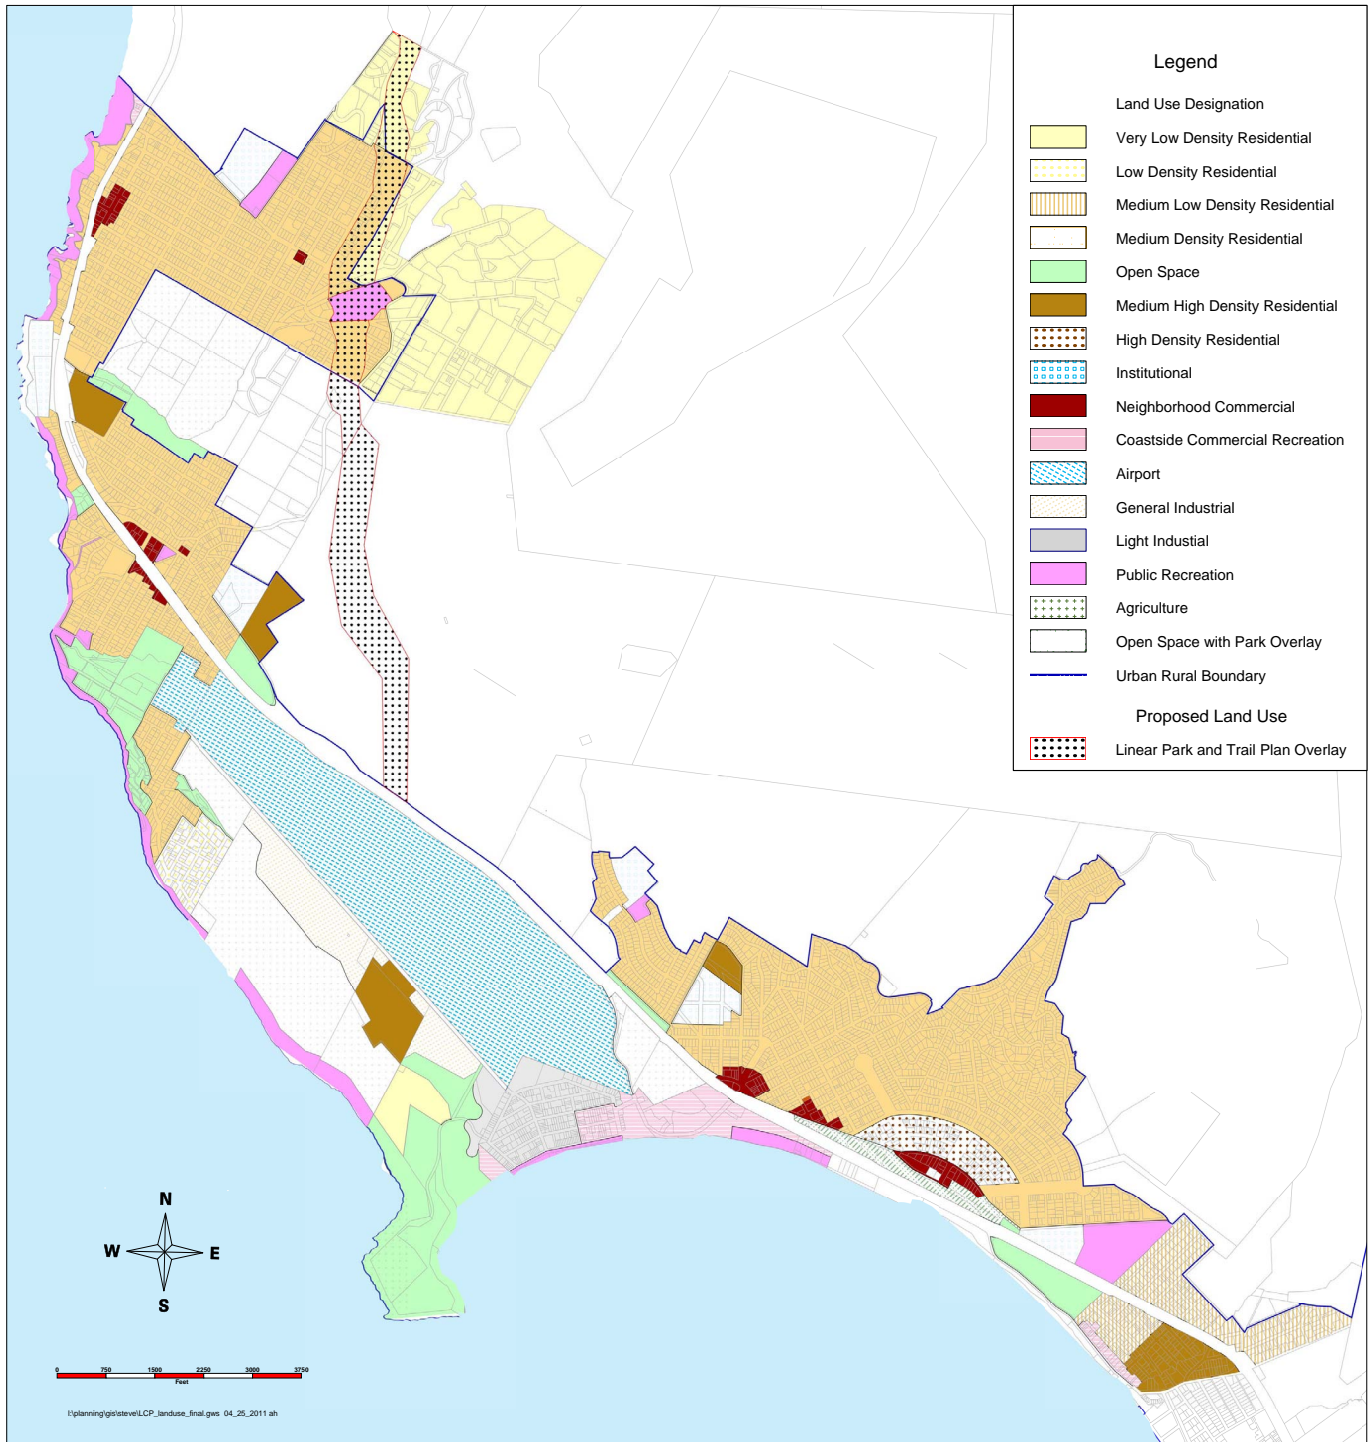 Legend
Land Use Designation
Very Low Density Residential
Low Density Residential
Medium Low Density Residential
Medium Density Residential
Open Space
Medium High Density Residential
High Density Residential
Institutional
Neighborhood Commercial
Coastside Commercial Recreation
Airport
General Industrial
Light Industial
Public Recreation
Agriculture
Open Space with Park Overlay
Urban Rural Boundary
Proposed Land Use
Linear Park and Trail Plan Overlay
N
W E
S
0 750 1500 2250 3000 3750
Feet
I:\planning\gis\steve\LCP_landuse_final.gws 04_25_2011 ah